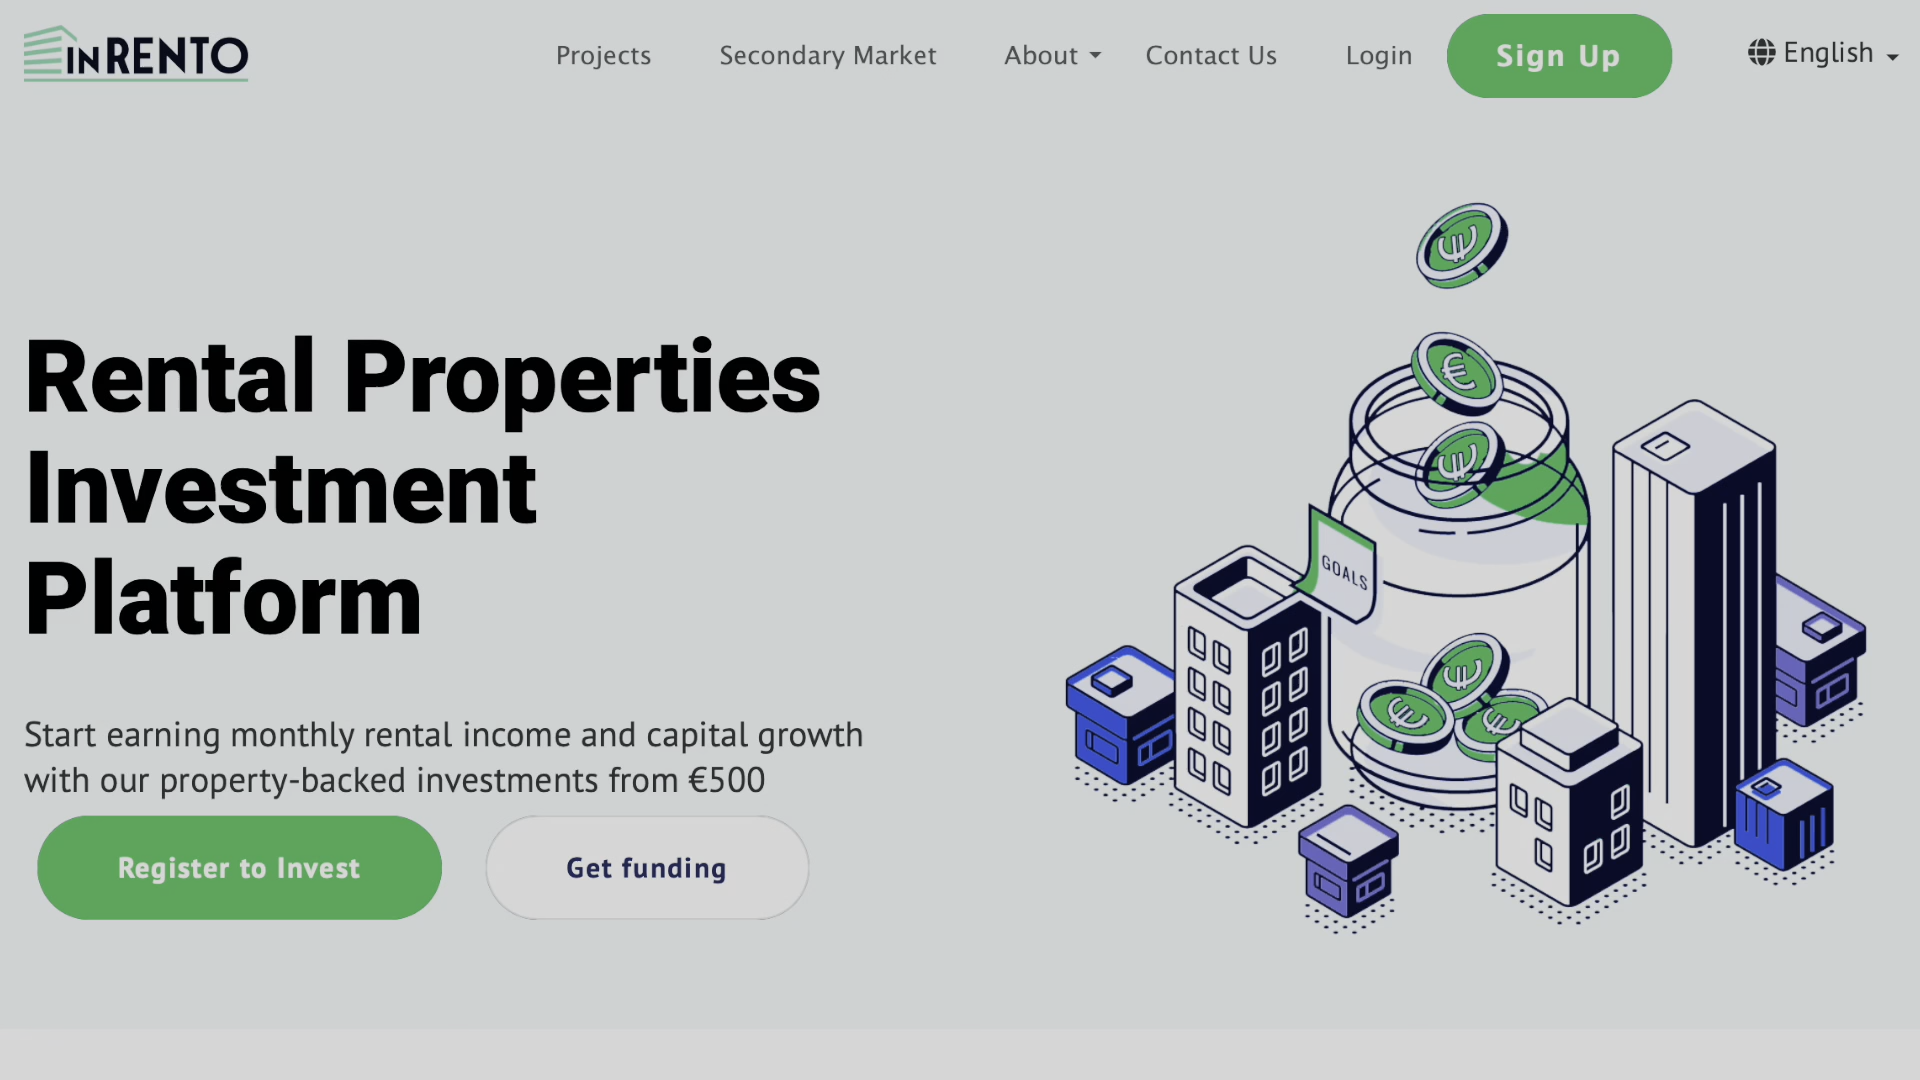 INRENTO
Projects
Secondary Market
About
Contact Us
Login
Sign Up
English
Rental Properties
Investment
Platform
Start earning monthly rental income and capital growth
with our property-backed investments from €500
Register to Invest
Get funding
GOALS
€
€
€
€
€
€